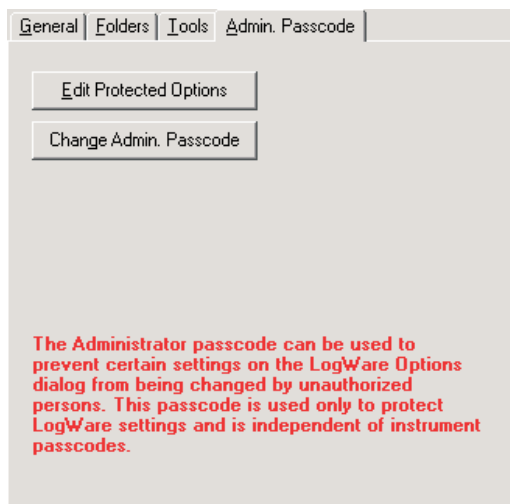 General Folders Tools Admin. Passcode
Edit Protected Options
Change Admin. Passcode
The Administrator passcode can be used to
prevent certain settings on the LogWare Options
dialog from being changed by unauthorized
persons. This passcode is used only to protect
LogWare settings and is independent of instrument
passcodes.